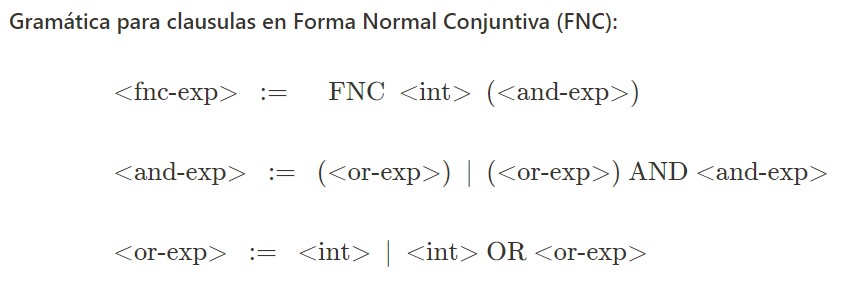 Gramática para clausulas en Forma Normal Conjuntiva (FNC):
<fnc-exp> := FNC <int> (<and-exp>)
<and-exp> := (<or-exp>) | (<or-exp>) AND <and-exp>
<or-exp> := <int> | <int> OR <or-exp>